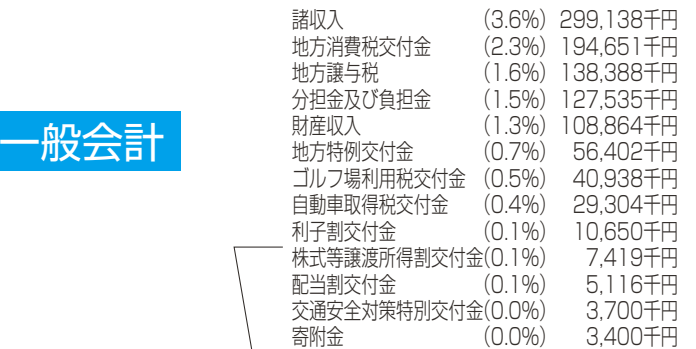 諸収入 (3.6%) 299,138千円
地方消費税交付金 (2.3%) 194,651千円
地方譲与税 (1.6%) 138,388千円
分担金及び負担金 (1.5%) 127,535千円
財産収入 (1.3%) 108,864千円
一般会計
地方特例交付金 (0.7%) 56,402千円
ゴルフ場利用税交付金 (0.5%) 40,938千円
自動車取得税交付金 (0.4%) 29,304千円
利子割交付金 (0.1%) 10,650千円
株式等譲渡所得割交付金(0.1%) 7,419千円
配当割交付金 (0.1%) 5,116千円
交通安全対策特別交付金(0.0%) 3,700千円
寄附金 (0.0%) 3,400千円